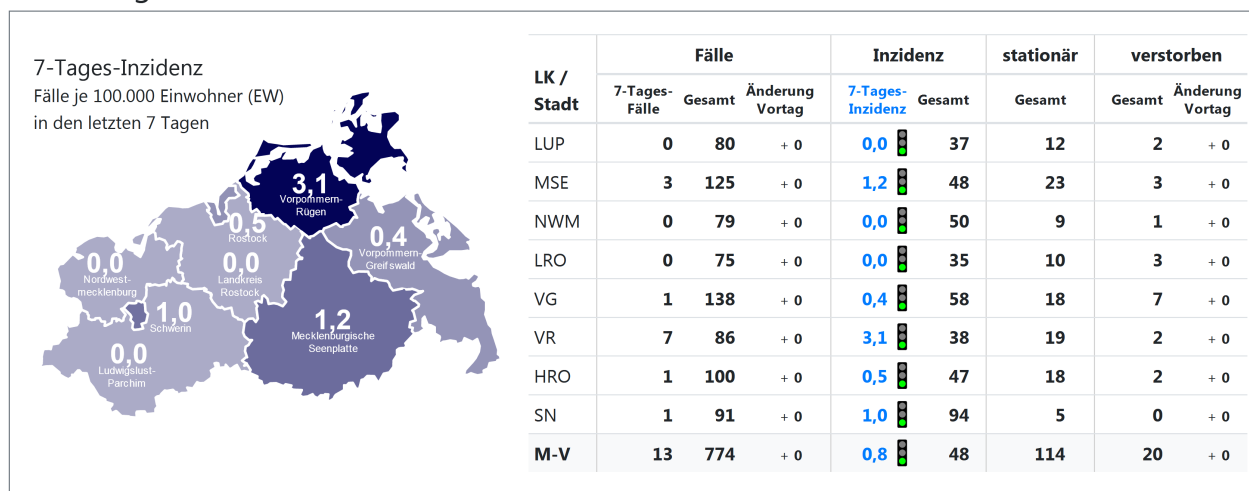 7-Tages-Inzidenz
Fälle je 100.000 Einwohner (EW)
in den letzten 7 Tagen
3,1
Vorpommern-
Rügen
0,5
Rostock
0,4
Vorpommern-
Greifswald
0,0
Nordwest-
mecklenburg
0,0
Landkreis
Rostock
1,0
Schwerin
1,2
Mecklenburgische
Seenplatte
0,0
Ludwigslust-
Parchim
LK / Stadt Fälle Inzidenz stationär verstorben
7-Tages-Fälle Gesamt Änderung Vortag 7-Tages-Inzidenz Gesamt Gesamt Gesamt Änderung Vortag
LUP 0 80 + 0 0,0 37 12 2 + 0
MSE 3 125 + 0 1,2 48 23 3 + 0
NWM 0 79 + 0 0,0 50 9 1 + 0
LRO 0 75 + 0 0,0 35 10 3 + 0
VG 1 138 + 0 0,4 58 18 7 + 0
VR 7 86 + 0 3,1 38 19 2 + 0
HRO 1 100 + 0 0,5 47 18 2 + 0
SN 1 91 + 0 1,0 94 5 0 + 0
M-V 13 774 + 0 0,8 48 114 20 + 0